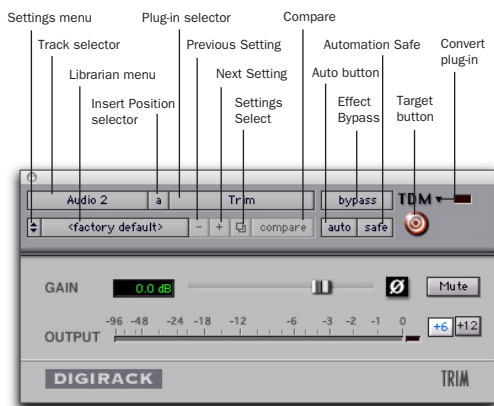 Settings menu
Plug-in selector
Compare
Track selector
Previous Setting
Automation Safe
Convert plug-in
Librarian menu
Next Setting
Auto button
Insert Position selector
Settings Select
Effect Bypass
Target button
Audio 2 a Trim bypass TDM
<factory default> - + compare auto safe
GAIN 0.0 dB Ø Mute
-96 -48 -24 -18 -12 -6 -3 -2 -1 0
OUTPUT +6 +12
DIGIRACK TRIM